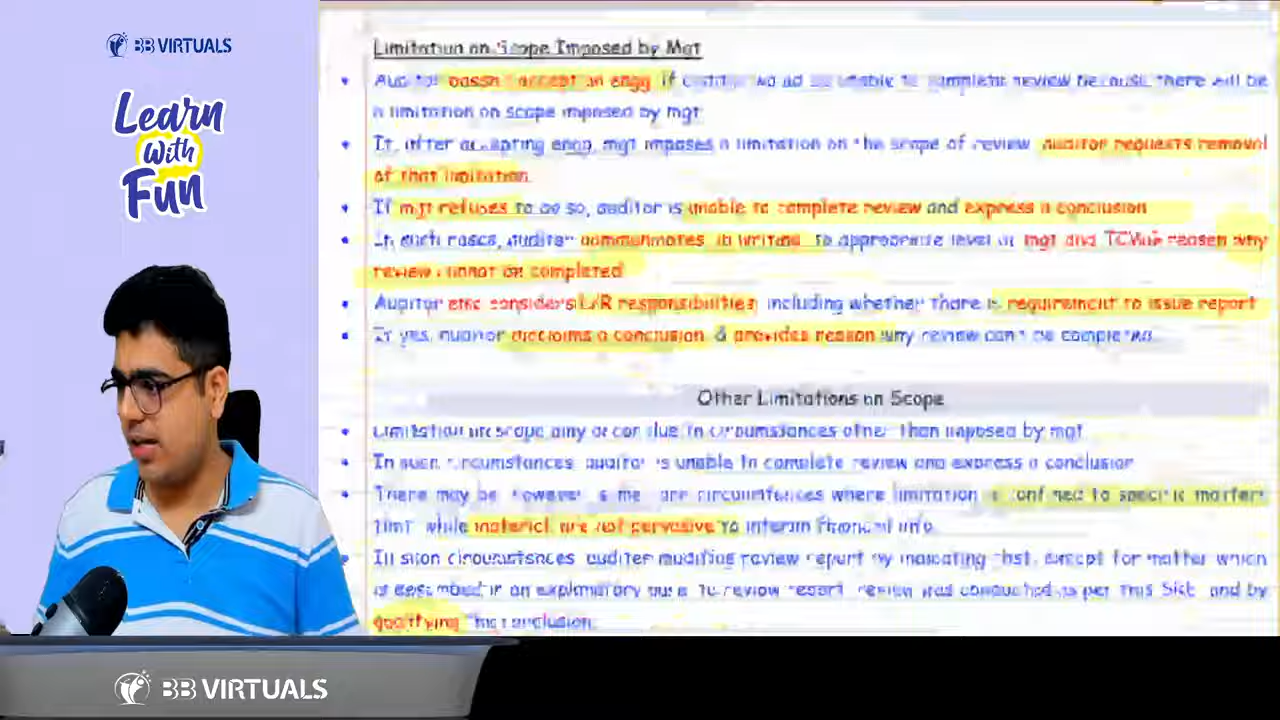 BB VIRTUALS
Learn
With
Fun
Limitation on Scope Imposed by Mgt
accept an engg if to complete review because there will be
a limitation on scope imposed by mgt
If, after accepting engg, mgt imposes a limitation on the scope of review, auditor requests removal
of that limitation.
If mgt refuses to do so, auditor is unable to complete review and express a conclusion
In such cases, auditor communicates in writing to appropriate level of mgt and reason why
review cannot be completed
Auditor also considers L/R responsibilities, including whether there is requirement to issue report
If yes, auditor disclaims a conclusion & provides reason why review can't be completed.
Other Limitations on Scope
Limitation on scope may occur due to circumstances other than imposed by mgt
In such circumstances, auditor is unable to complete review and express a conclusion
There may be however, some rare circumstances where limitation is confined to specific matters
that while material, are not pervasive to interim financial info.
In such circumstances, auditor modifies review report by indicating that, except for matter which
is described in an explanatory para to review report, review was conducted as per this and by
qualifying the conclusion.
BB VIRTUALS